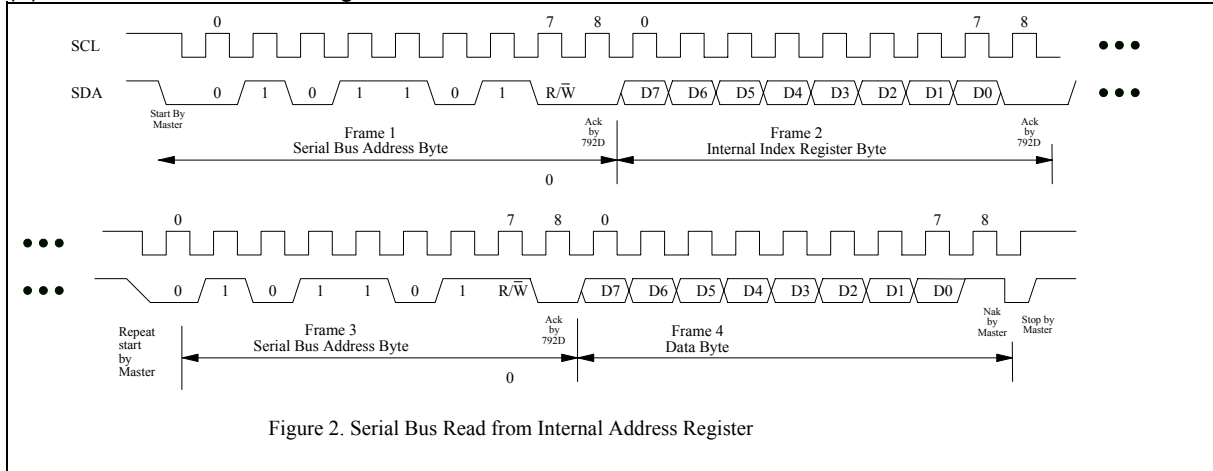 0 7 8 0 7 8
SCL
SDA 0 1 0 1 1 0 1 R/W̅ D7 D6 D5 D4 D3 D2 D1 D0
Start By
Master
Ack
by
792D
Ack
by
792D
Frame 1
Serial Bus Address Byte
Frame 2
Internal Index Register Byte
0
0 7 8 0 7 8
0 1 0 1 1 0 1 R/W̅ D7 D6 D5 D4 D3 D2 D1 D0
Repeat
start
by
Master
Ack
by
792D
Nak
by
Master
Stop by
Master
Frame 3
Serial Bus Address Byte
Frame 4
Data Byte
0
Figure 2. Serial Bus Read from Internal Address Register